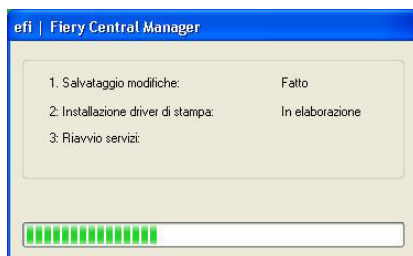 efi | Fiery Central Manager
1. Salvataggio modifiche: Fatto
2: Installazione driver di stampa: In elaborazione
3: Riavvio servizi: